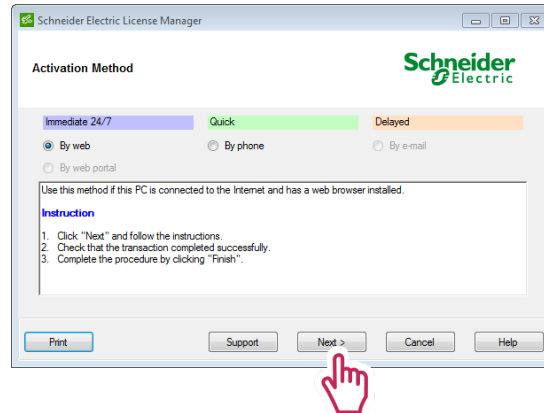 Schneider Electric License Manager
Activation Method
Schneider
Electric
Immediate 24/7
Quick
Delayed
By web
By phone
By e-mail
By web portal
Use this method if this PC is connected to the Internet and has a web browser installed.
Instruction
1. Click "Next" and follow the instructions.
2. Check that the transaction completed successfully.
3. Complete the procedure by clicking "Finish".
Print
Support
Next >
Cancel
Help